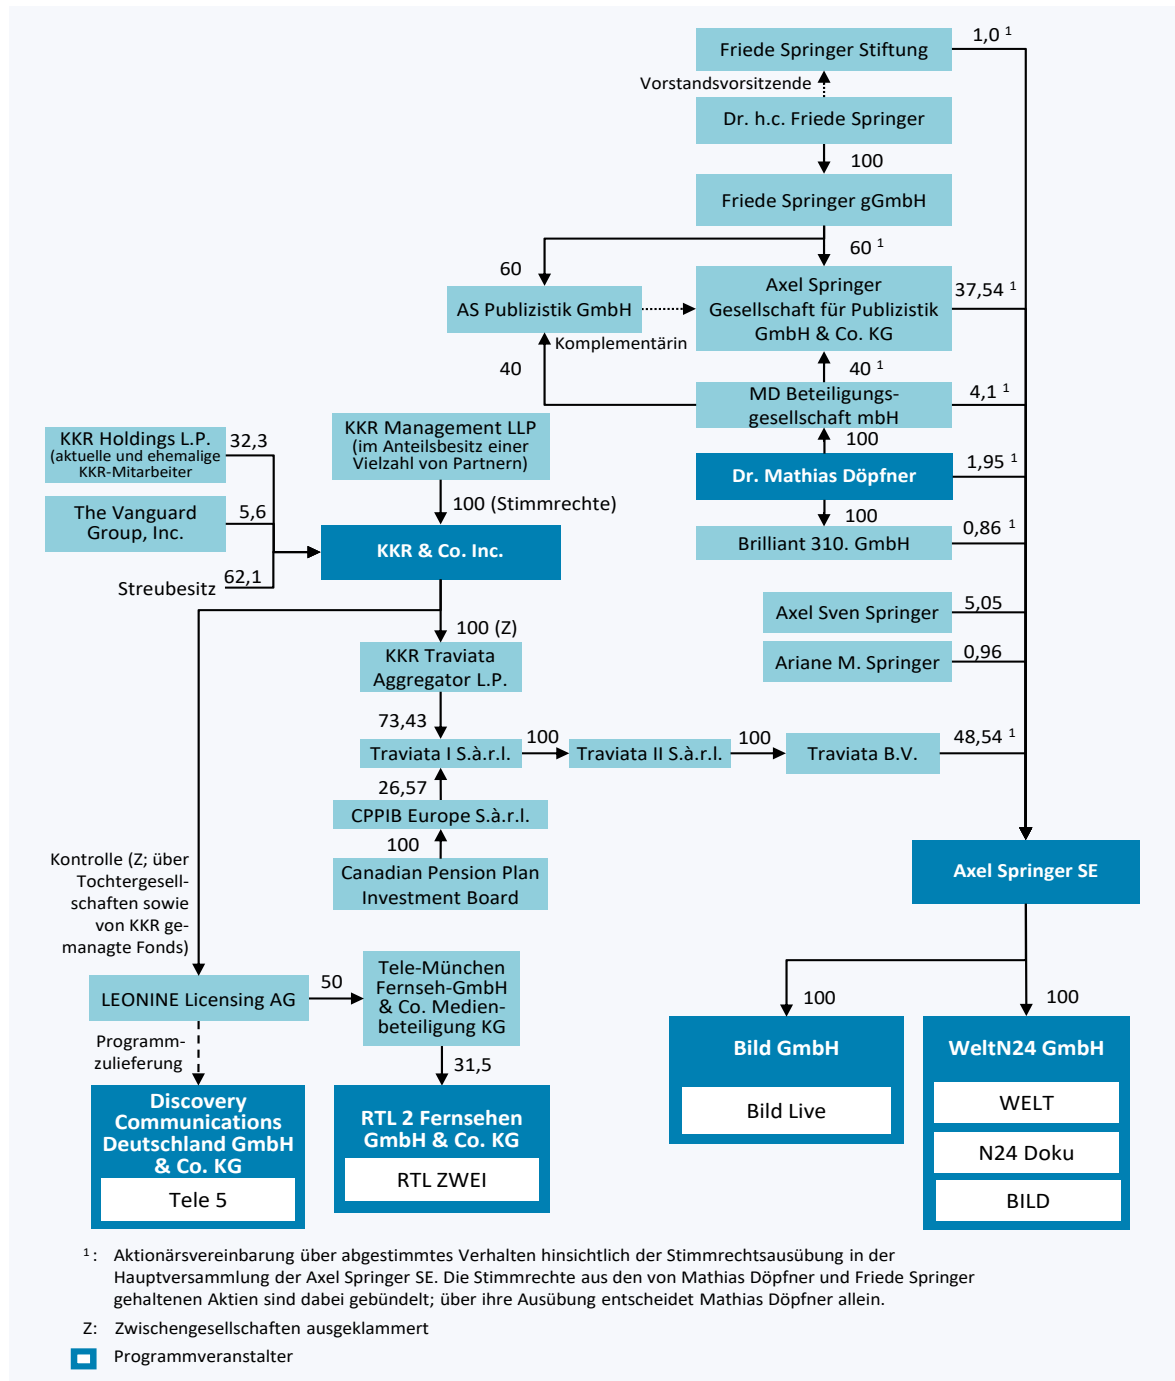 Friede Springer Stiftung
1,0 ¹
Vorstandsvorsitzende
Dr. h.c. Friede Springer
100
Friede Springer gGmbH
60
60 ¹
AS Publizistik GmbH
Axel Springer
Gesellschaft für Publizistik
GmbH & Co. KG
37,54 ¹
Komplementärin
40
40 ¹
MD Beteiligungs-
gesellschaft mbH
4,1 ¹
100
Dr. Mathias Döpfner
1,95 ¹
100
Brilliant 310. GmbH
0,86 ¹
Axel Sven Springer
5,05
Ariane M. Springer
0,96
KKR Management LLP
(im Anteilsbesitz einer
Vielzahl von Partnern)
100 (Stimmrechte)
KKR Holdings L.P.
(aktuelle und ehemalige
KKR-Mitarbeiter
32,3
The Vanguard
Group, Inc.
5,6
Streubesitz
62,1
KKR & Co. Inc.
100 (Z)
KKR Traviata
Aggregator L.P.
73,43
Traviata I S.à.r.l.
100
Traviata II S.à.r.l.
100
Traviata B.V.
48,54 ¹
26,57
CPPIB Europe S.à.r.l.
100
Canadian Pension Plan
Investment Board
Axel Springer SE
Kontrolle (Z; über
Tochtergesell-
schaften sowie
von KKR ge-
managte Fonds)
LEONINE Licensing AG
50
Tele-München
Fernseh-GmbH
& Co. Medien-
beteiligung KG
Programm-
zulieferung
31,5
100
100
Discovery
Communications
Deutschland GmbH
& Co. KG
Tele 5
RTL 2 Fernsehen
GmbH & Co. KG
RTL ZWEI
Bild GmbH
Bild Live
WeltN24 GmbH
WELT
N24 Doku
BILD
¹: Aktionärsvereinbarung über abgestimmtes Verhalten hinsichtlich der Stimmrechtsausübung in der
Hauptversammlung der Axel Springer SE. Die Stimmrechte aus den von Mathias Döpfner und Friede Springer
gehaltenen Aktien sind dabei gebündelt; über ihre Ausübung entscheidet Mathias Döpfner allein.
Z: Zwischengesellschaften ausgeklammert
Programmveranstalter